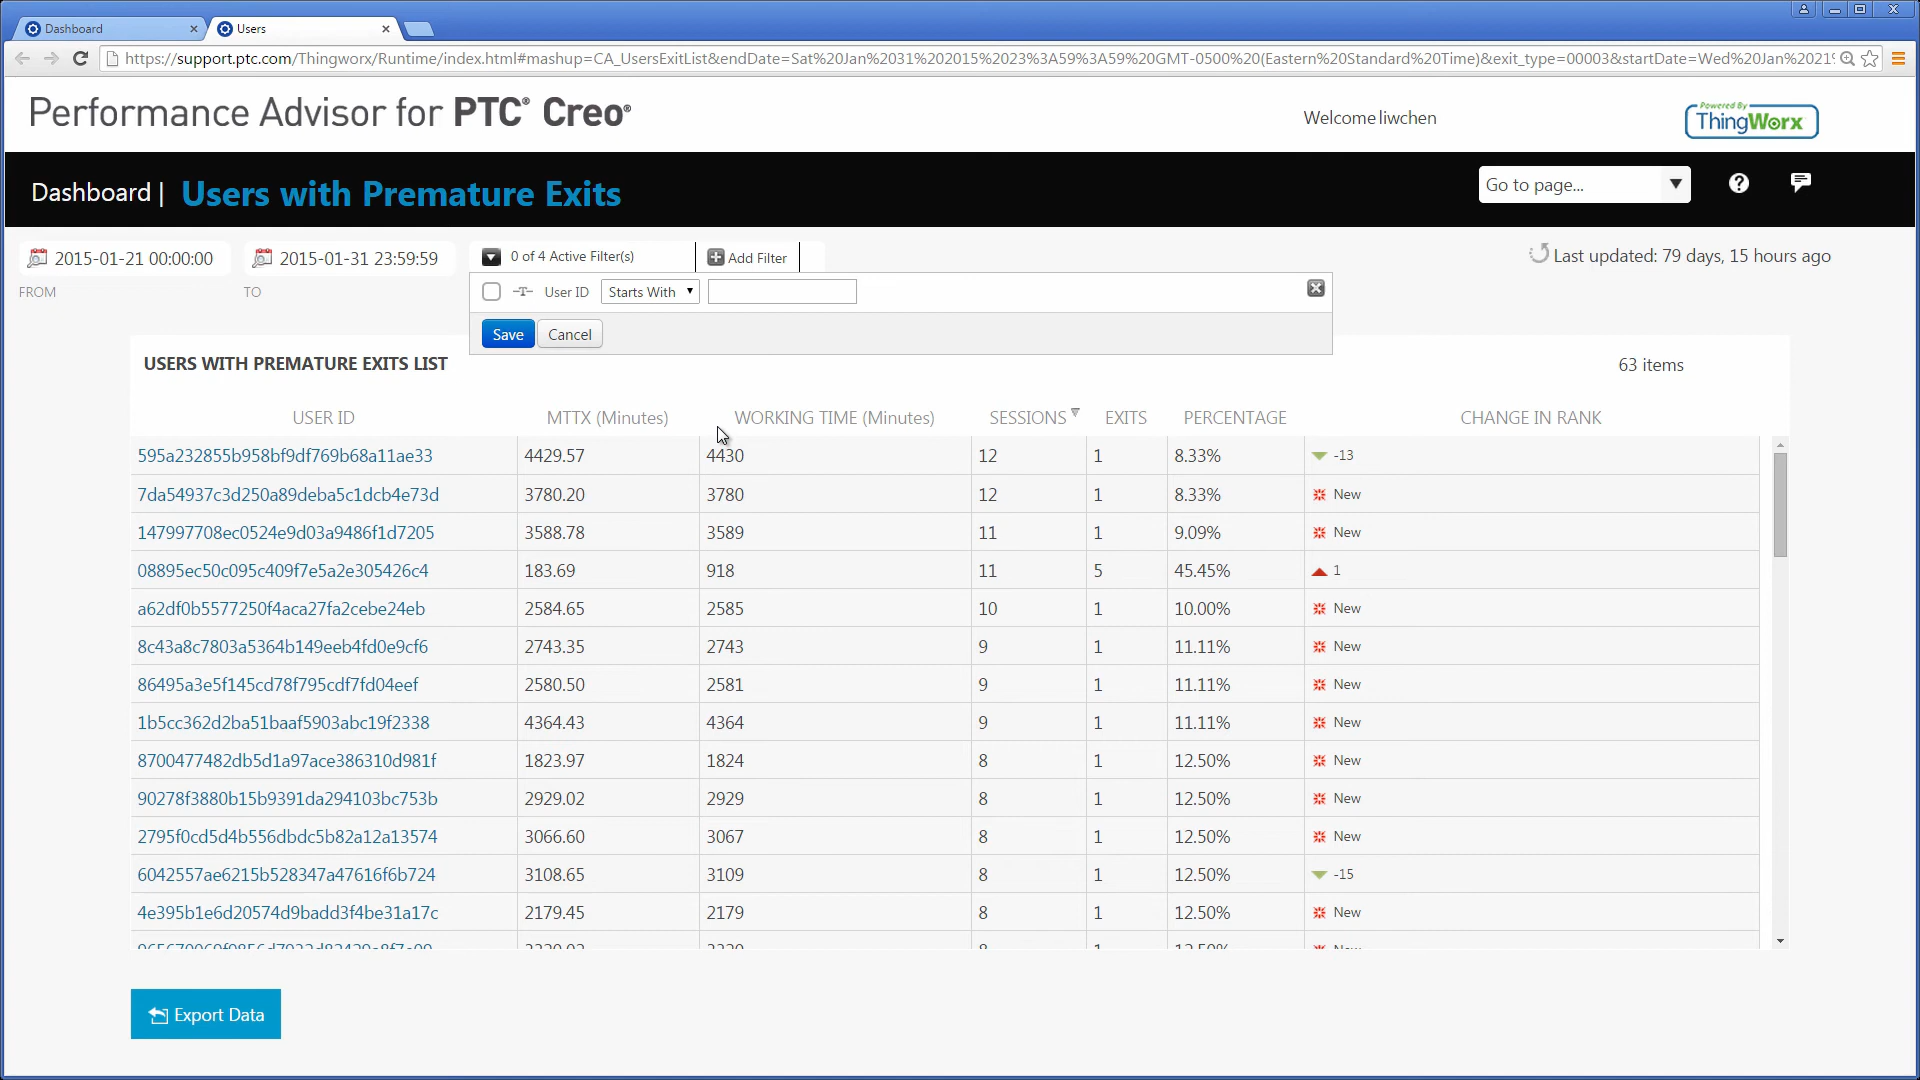 Dashboard
Users
https://support.ptc.com/Thingworx/Runtime/index.html#mashup=CA_UsersExitList&endDate=Sat%20Jan%2031%202015%2023%3A59%3A59%20GMT-0500%20(Eastern%20Standard%20Time)&exit_type=00003&startDate=Wed%20Jan%2021%
Performance Advisor for PTC® Creo®
Welcome liwchen
Powered By
ThingWorx
Dashboard | Users with Premature Exits
Go to page...
2015-01-21 00:00:00
2015-01-31 23:59:59
0 of 4 Active Filter(s)
Add Filter
Last updated: 79 days, 15 hours ago
FROM
TO
User ID Starts With
Save Cancel
USERS WITH PREMATURE EXITS LIST
63 items
USER ID MTTX (Minutes) WORKING TIME (Minutes) SESSIONS EXITS PERCENTAGE CHANGE IN RANK
595a232855b958bf9df769b68a11ae33 4429.57 4430 12 1 8.33% -13
7da54937c3d250a89deba5c1dcb4e73d 3780.20 3780 12 1 8.33% New
147997708ec0524e9d03a9486f1d7205 3588.78 3589 11 1 9.09% New
08895ec50c095c409f7e5a2e305426c4 183.69 918 11 5 45.45% 1
a62df0b5577250f4aca27fa2cebe24eb 2584.65 2585 10 1 10.00% New
8c43a8c7803a5364b149eeb4fd0e9cf6 2743.35 2743 9 1 11.11% New
86495a3e5f145cd78f795cdf7fd04eef 2580.50 2581 9 1 11.11% New
1b5cc362d2ba51baaf5903abc19f2338 4364.43 4364 9 1 11.11% New
8700477482db5d1a97ace386310d981f 1823.97 1824 8 1 12.50% New
90278f3880b15b9391da294103bc753b 2929.02 2929 8 1 12.50% New
2795f0cd5d4b556dbdc5b82a12a13574 3066.60 3067 8 1 12.50% New
6042557ae6215b528347a47616f6b724 3108.65 3109 8 1 12.50% -15
4e395b1e6d20574d9badd3f4be31a17c 2179.45 2179 8 1 12.50% New
Export Data